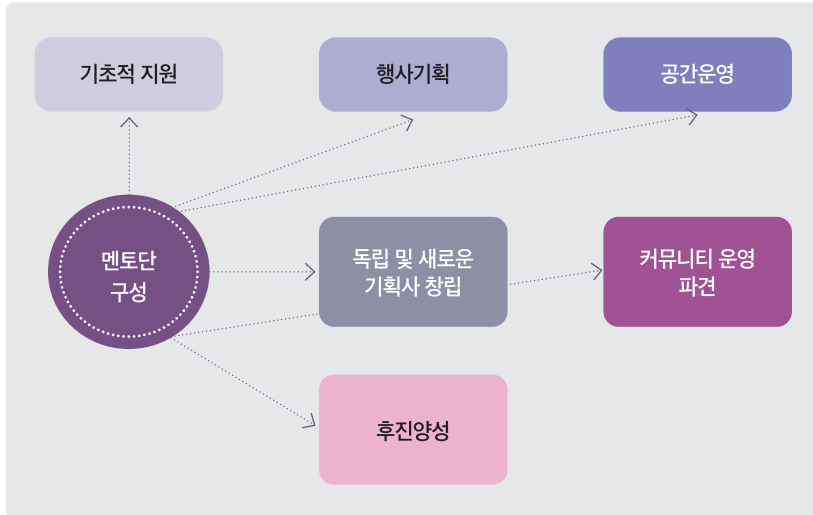 기초적 지원
행사기획
공간운영
멘토단
구성
독립 및 새로운
기획사 창립
커뮤니티 운영
파견
후진양성